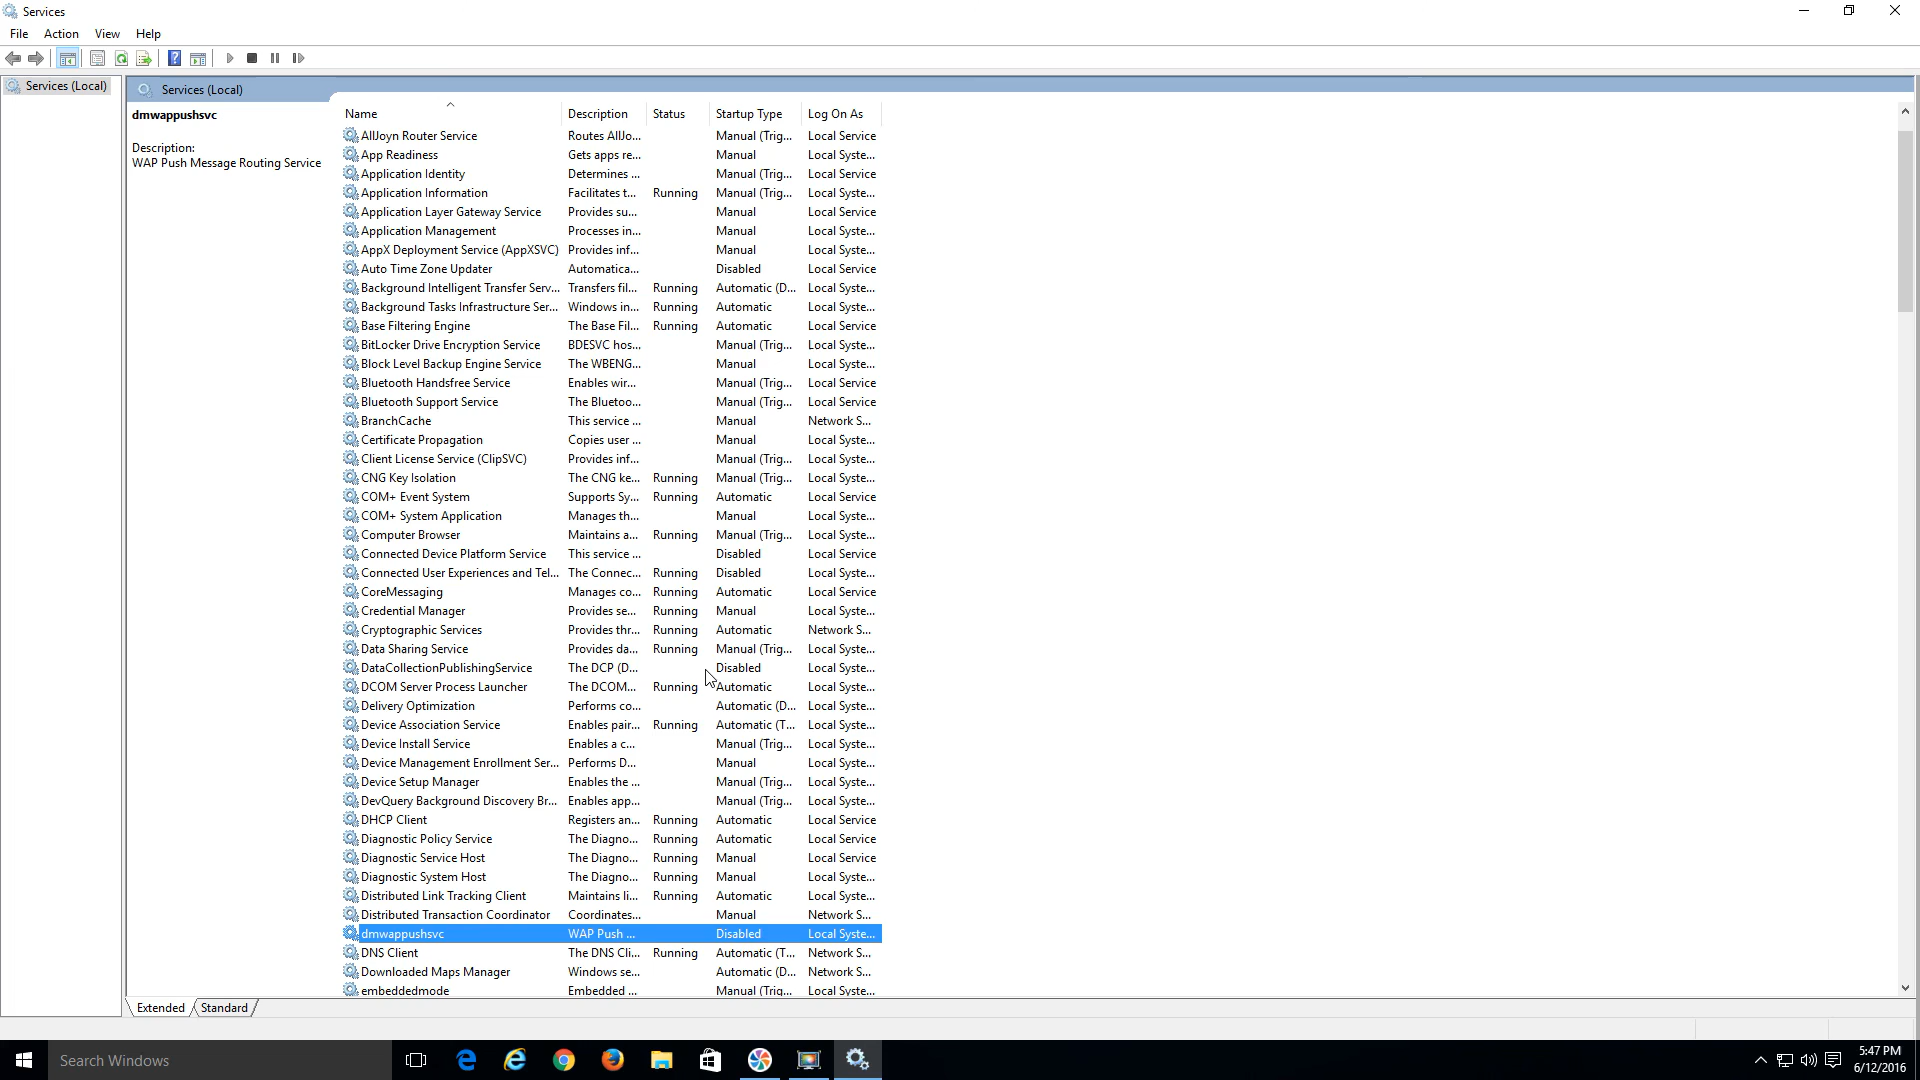 Services
File Action View Help
Services (Local)
Services (Local)
dmwappushsvc
Description:
WAP Push Message Routing Service
Name Description Status Startup Type Log On As
AllJoyn Router Service Routes AllJo... Manual (Trig... Local Service
App Readiness Gets apps re... Manual Local Syste...
Application Identity Determines ... Manual (Trig... Local Service
Application Information Facilitates t... Running Manual (Trig... Local Syste...
Application Layer Gateway Service Provides su... Manual Local Service
Application Management Processes in... Manual Local Syste...
AppX Deployment Service (AppXSVC) Provides inf... Manual Local Syste...
Auto Time Zone Updater Automatica... Disabled Local Service
Background Intelligent Transfer Serv... Transfers fil... Running Automatic (D... Local Syste...
Background Tasks Infrastructure Ser... Windows in... Running Automatic Local Syste...
Base Filtering Engine The Base Fil... Running Automatic Local Service
BitLocker Drive Encryption Service BDESVC hos... Manual (Trig... Local Syste...
Block Level Backup Engine Service The WBENG... Manual Local Syste...
Bluetooth Handsfree Service Enables wir... Manual (Trig... Local Service
Bluetooth Support Service The Bluetoo... Manual (Trig... Local Service
BranchCache This service ... Manual Network S...
Certificate Propagation Copies user ... Manual Local Syste...
Client License Service (ClipSVC) Provides inf... Manual (Trig... Local Syste...
CNG Key Isolation The CNG ke... Running Manual (Trig... Local Syste...
COM+ Event System Supports Sy... Running Automatic Local Service
COM+ System Application Manages th... Manual Local Syste...
Computer Browser Maintains a... Running Manual (Trig... Local Syste...
Connected Device Platform Service This service ... Disabled Local Service
Connected User Experiences and Tel... The Connec... Running Disabled Local Syste...
CoreMessaging Manages co... Running Automatic Local Service
Credential Manager Provides se... Running Manual Local Syste...
Cryptographic Services Provides thr... Running Automatic Network S...
Data Sharing Service Provides da... Running Manual (Trig... Local Syste...
DataCollectionPublishingService The DCP (D... Disabled Local Syste...
DCOM Server Process Launcher The DCOM... Running Automatic Local Syste...
Delivery Optimization Performs co... Automatic (D... Local Syste...
Device Association Service Enables pair... Running Automatic (T... Local Syste...
Device Install Service Enables a c... Manual (Trig... Local Syste...
Device Management Enrollment Ser... Performs D... Manual Local Syste...
Device Setup Manager Enables the ... Manual (Trig... Local Syste...
DevQuery Background Discovery Br... Enables app... Manual (Trig... Local Syste...
DHCP Client Registers an... Running Automatic Local Service
Diagnostic Policy Service The Diagno... Running Automatic Local Service
Diagnostic Service Host The Diagno... Running Manual Local Service
Diagnostic System Host The Diagno... Running Manual Local Syste...
Distributed Link Tracking Client Maintains li... Running Automatic Local Syste...
Distributed Transaction Coordinator Coordinates... Manual Network S...
dmwappushsvc WAP Push ... Disabled Local Syste...
DNS Client The DNS Cli... Running Automatic (T... Network S...
Downloaded Maps Manager Windows se... Automatic (D... Network S...
embeddedmode Embedded ... Manual (Trig... Local Syste...
Extended Standard
Search Windows
5:47 PM
6/12/2016